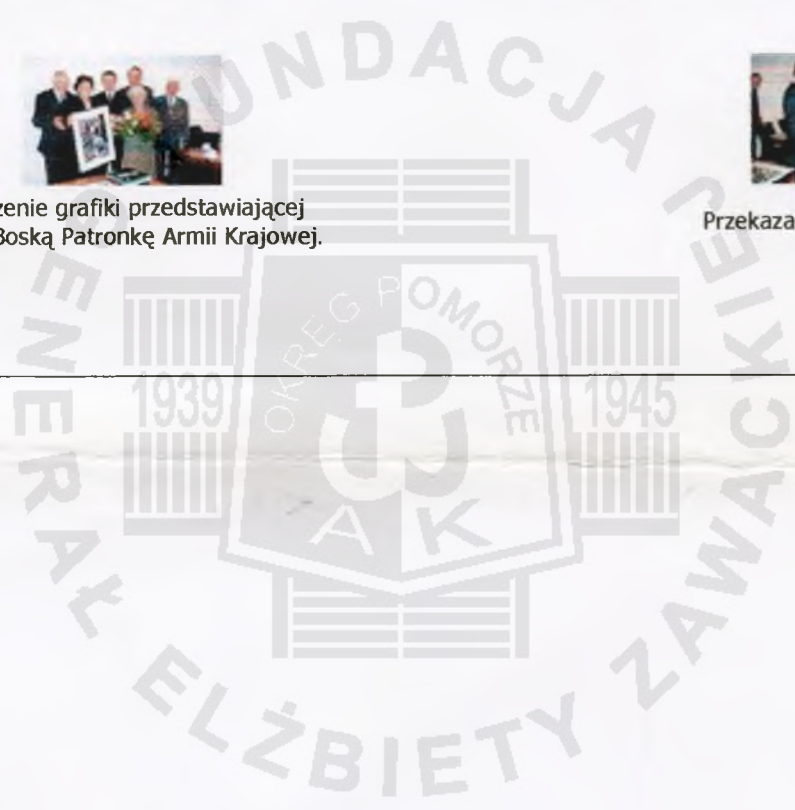 zenie grafiki przedstawiającej
Boską Patronkę Armii Krajowej.
Przekaza
FUNDACJA
GENERAŁ ELŻBIETY ZAWACKIEJ
OKRĘG POMORZE
1939
1945
AK